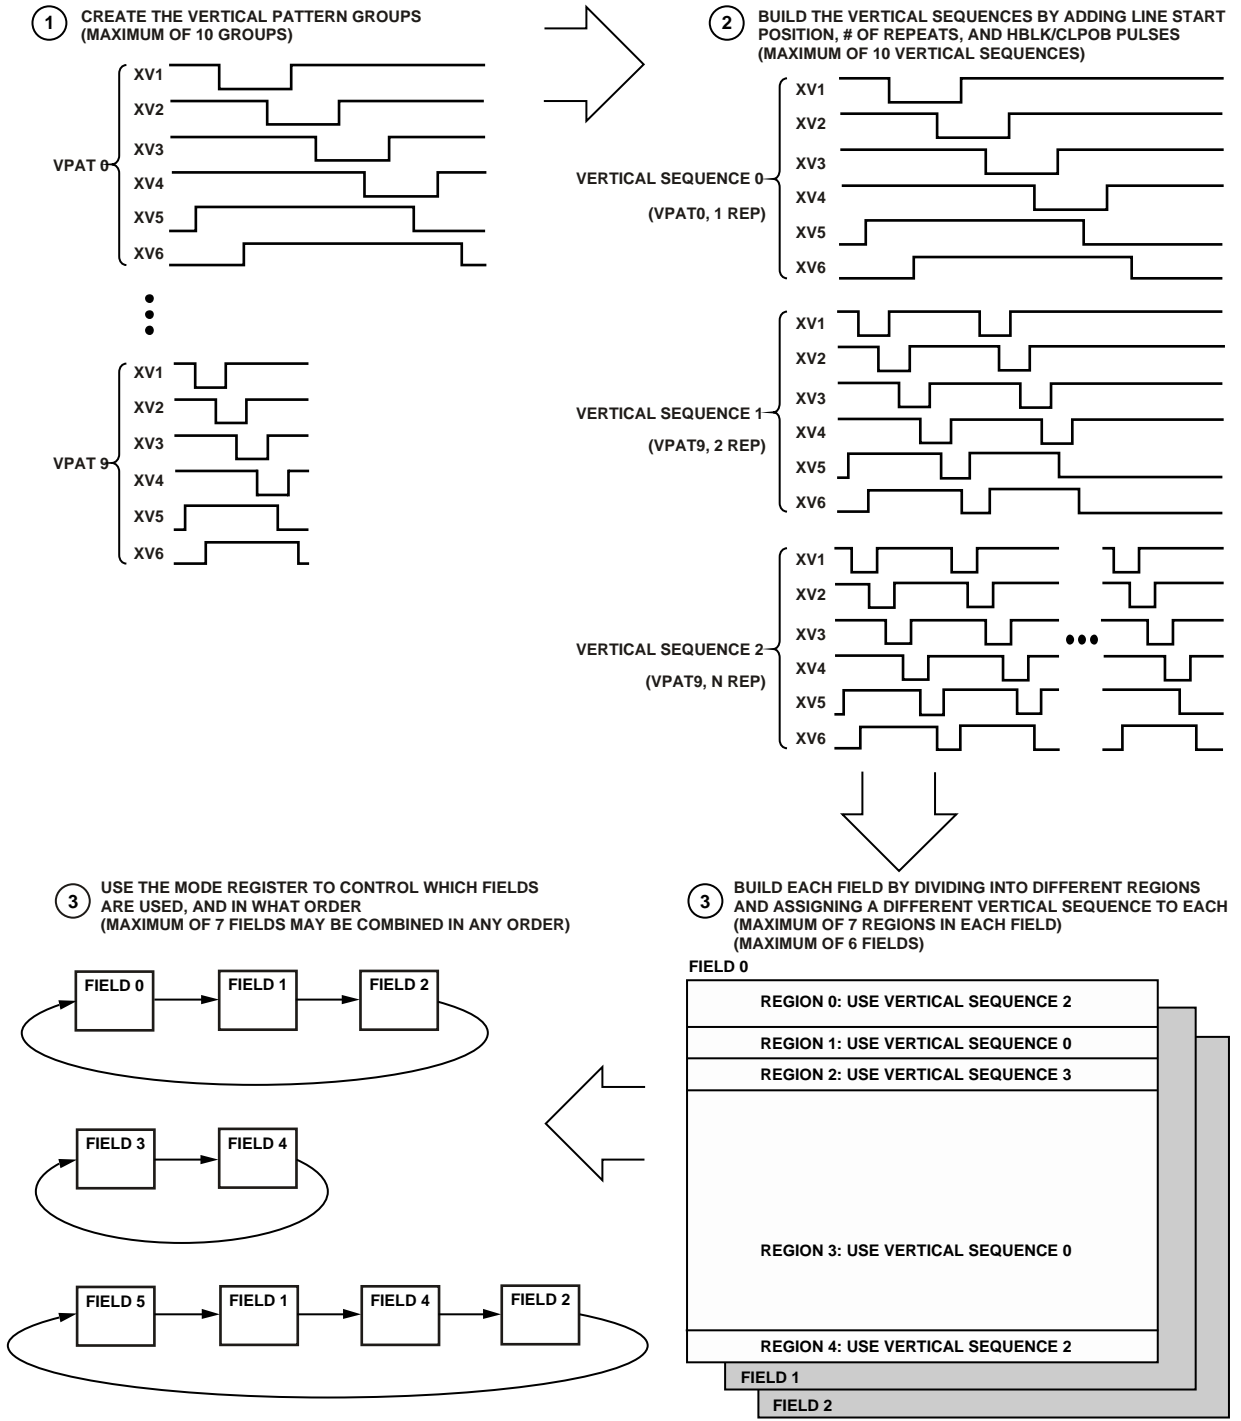 1
CREATE THE VERTICAL PATTERN GROUPS
(MAXIMUM OF 10 GROUPS)
XV1
XV2
XV3
VPAT 0
XV4
XV5
XV6
XV1
XV2
XV3
VPAT 9
XV4
XV5
XV6
2
BUILD THE VERTICAL SEQUENCES BY ADDING LINE START
POSITION, # OF REPEATS, AND HBLK/CLPOB PULSES
(MAXIMUM OF 10 VERTICAL SEQUENCES)
XV1
XV2
XV3
VERTICAL SEQUENCE 0
XV4
(VPAT0, 1 REP)
XV5
XV6
XV1
XV2
XV3
VERTICAL SEQUENCE 1
XV4
(VPAT9, 2 REP)
XV5
XV6
XV1
XV2
XV3
VERTICAL SEQUENCE 2
XV4
(VPAT9, N REP)
XV5
XV6
3
BUILD EACH FIELD BY DIVIDING INTO DIFFERENT REGIONS
AND ASSIGNING A DIFFERENT VERTICAL SEQUENCE TO EACH
(MAXIMUM OF 7 REGIONS IN EACH FIELD)
(MAXIMUM OF 6 FIELDS)
FIELD 0
REGION 0: USE VERTICAL SEQUENCE 2
REGION 1: USE VERTICAL SEQUENCE 0
REGION 2: USE VERTICAL SEQUENCE 3
REGION 3: USE VERTICAL SEQUENCE 0
REGION 4: USE VERTICAL SEQUENCE 2
FIELD 1
FIELD 2
3
USE THE MODE REGISTER TO CONTROL WHICH FIELDS
ARE USED, AND IN WHAT ORDER
(MAXIMUM OF 7 FIELDS MAY BE COMBINED IN ANY ORDER)
FIELD 0
FIELD 1
FIELD 2
FIELD 3
FIELD 4
FIELD 5
FIELD 1
FIELD 4
FIELD 2